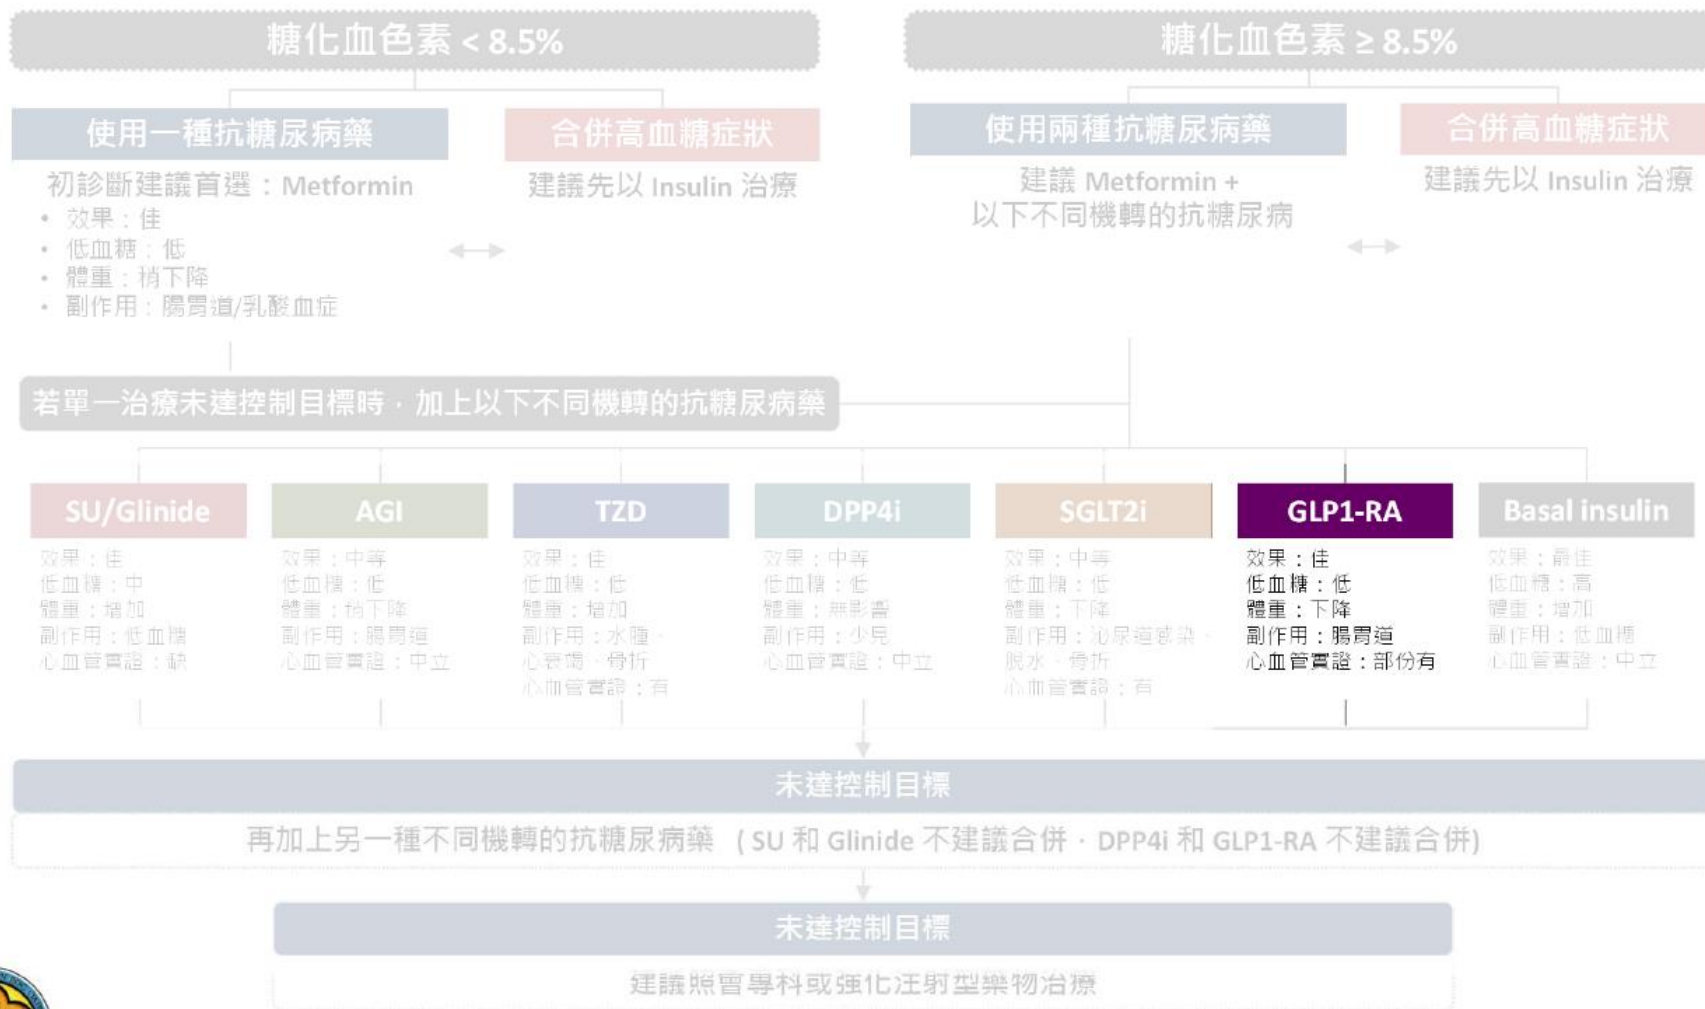 糖化血色素 < 8.5%
使用一種抗糖尿病藥
初診斷建議首選：Metformin
• 效果：佳
• 低血糖：低
• 體重：稍下降
• 副作用：腸胃道/乳酸血症
合併高血糖症狀
建議先以 Insulin 治療
糖化血色素 ≥ 8.5%
使用兩種抗糖尿病藥
建議 Metformin +
以下不同機轉的抗糖尿病
合併高血糖症狀
建議先以 Insulin 治療
若單一治療未達控制目標時，加上以下不同機轉的抗糖尿病藥
SU/Glinide
效果：佳
低血糖：中
體重：增加
副作用：低血糖
心血管實證：缺
AGI
效果：中等
低血糖：低
體重：稍下降
副作用：腸胃道
心血管實證：中立
TZD
效果：佳
低血糖：低
體重：增加
副作用：水腫、
心衰竭、骨折
心血管實證：有
DPP4i
效果：中等
低血糖：低
體重：無影響
副作用：少見
心血管實證：中立
SGLT2i
效果：中等
低血糖：低
體重：下降
副作用：泌尿道感染、
脫水、骨折
心血管實證：有
GLP1-RA
效果：佳
低血糖：低
體重：下降
副作用：腸胃道
心血管實證：部份有
Basal insulin
效果：最佳
低血糖：高
體重：增加
副作用：低血糖
心血管實證：中立
未達控制目標
再加上另一種不同機轉的抗糖尿病藥 ( SU 和 Glinide 不建議合併，DPP4i 和 GLP1-RA 不建議合併)
未達控制目標
建議照會專科或強化注射型藥物治療